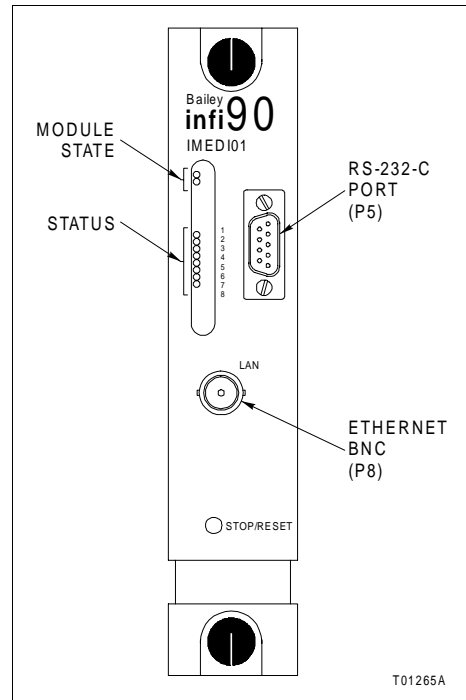 Bailey
infi90
IMEDI01
MODULE
STATE
RS-232-C
PORT
(P5)
STATUS
1
2
3
4
5
6
7
8
LAN
ETHERNET
BNC
(P8)
STOP/RESET
T01265A